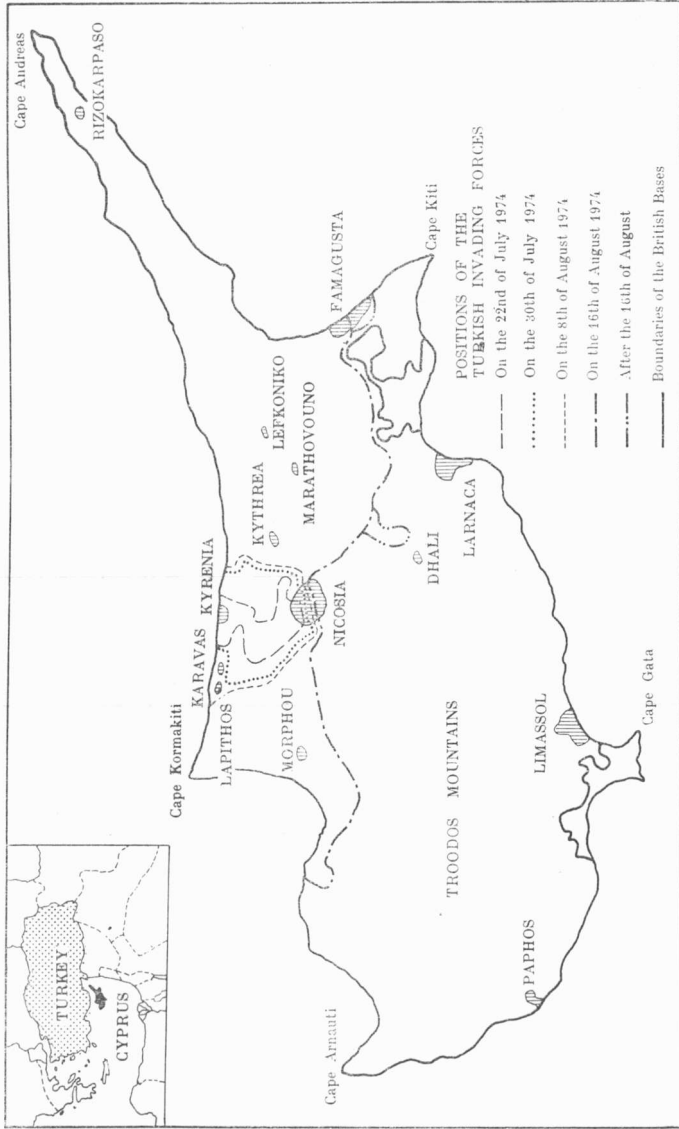 TURKEY
CYPRUS
Cape Andreas
RIZOKARPASO
Cape Kormakiti
KARAVAS
KYRENIA
LAPITHOS
MORPHOU
KYTHREA
LEFKONIKO
MARATHOVOUNO
NICOSIA
FAMAGUSTA
Cape Kiti
DHALI
LARNACA
Cape Arnauti
TROODOS MOUNTAINS
PAPHOS
LIMASSOL
Cape Gata
POSITIONS OF THE
TURKISH INVADING FORCES
On the 22nd of July 1974
On the 30th of July 1974
On the 8th of August 1974
On the 16th of August 1974
After the 16th of August
Boundaries of the British Bases